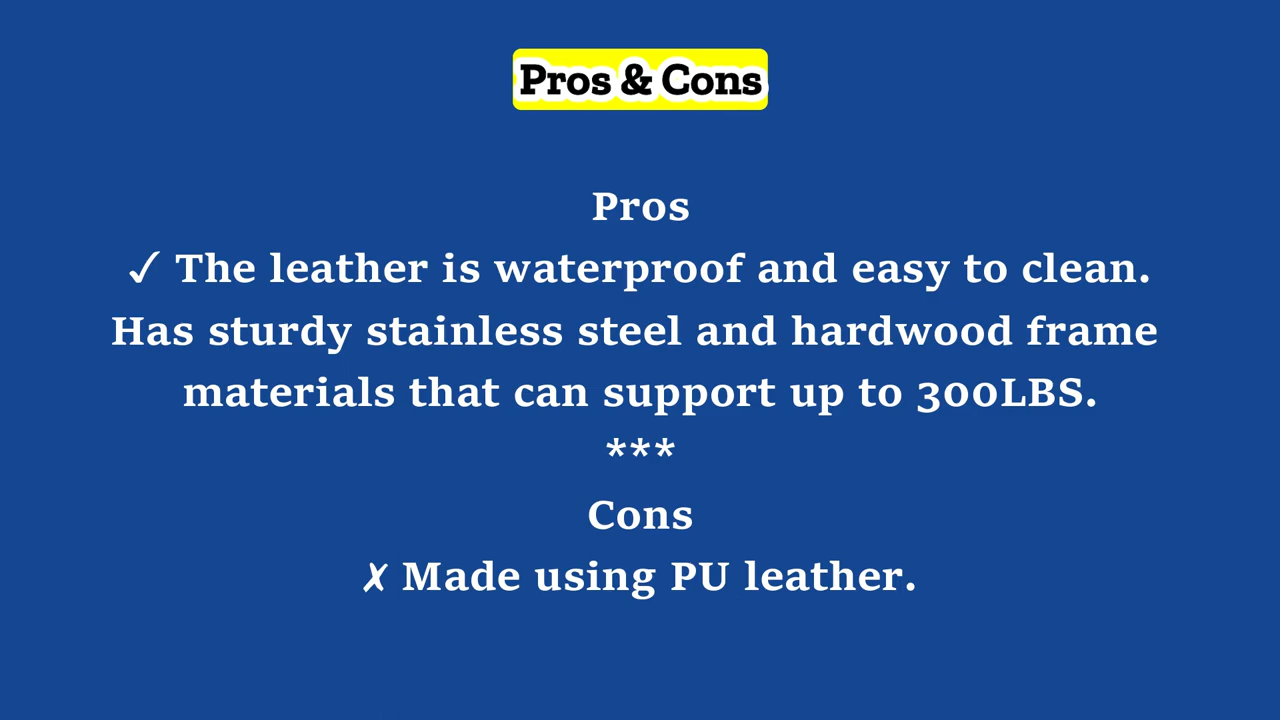 Pros & Cons
Pros
✓ The leather is waterproof and easy to clean.
Has sturdy stainless steel and hardwood frame
materials that can support up to 300LBS.
***
Cons
✗ Made using PU leather.